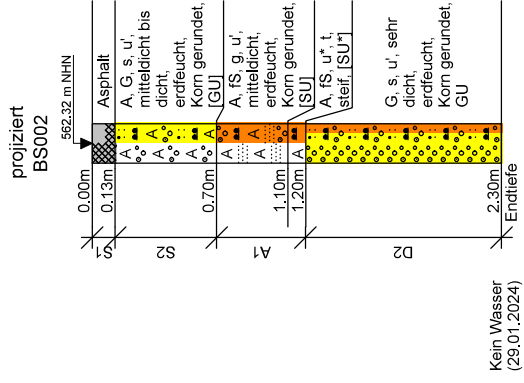 projiziert
BS002
562.32 m NHN
Asphalt
A, G, s, u',
mitteldicht bis
dicht,
erdfeucht,
Korn gerundet,
[GU]
A, fS, g, u',
mitteldicht,
erdfeucht,
Korn gerundet,
[SU]
A, fS, u*, t,
steif, [SU*]
G, s, u', sehr
dicht,
erdfeucht,
Korn gerundet,
GU
A
A
A
A
A
A
A
A
A
A
0.00m
0.13m
0.70m
1.10m
1.20m
2.30m
Endtiefe
S1
S2
A1
D2
Kein Wasser
(29.01.2024)